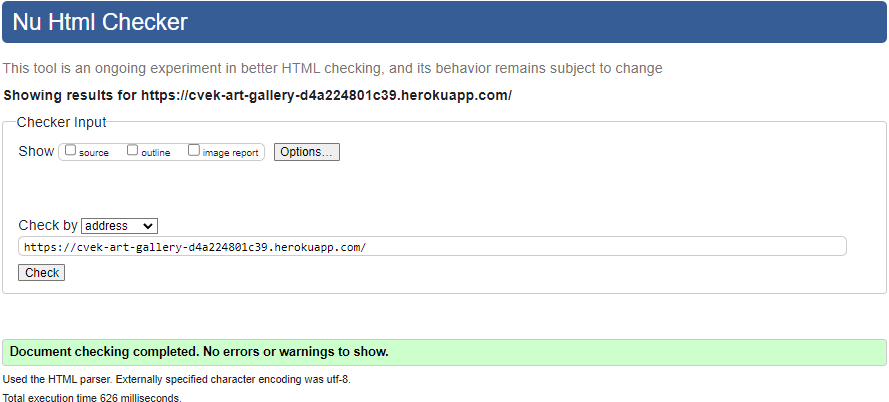 Nu Html Checker
This tool is an ongoing experiment in better HTML checking, and its behavior remains subject to change
Showing results for https://cvek-art-gallery-d4a224801c39.herokuapp.com/
Checker Input
Show source outline image report Options...
Check by address
https://cvek-art-gallery-d4a224801c39.herokuapp.com/
Check
Document checking completed. No errors or warnings to show.
Used the HTML parser. Externally specified character encoding was utf-8.
Total execution time 626 milliseconds.